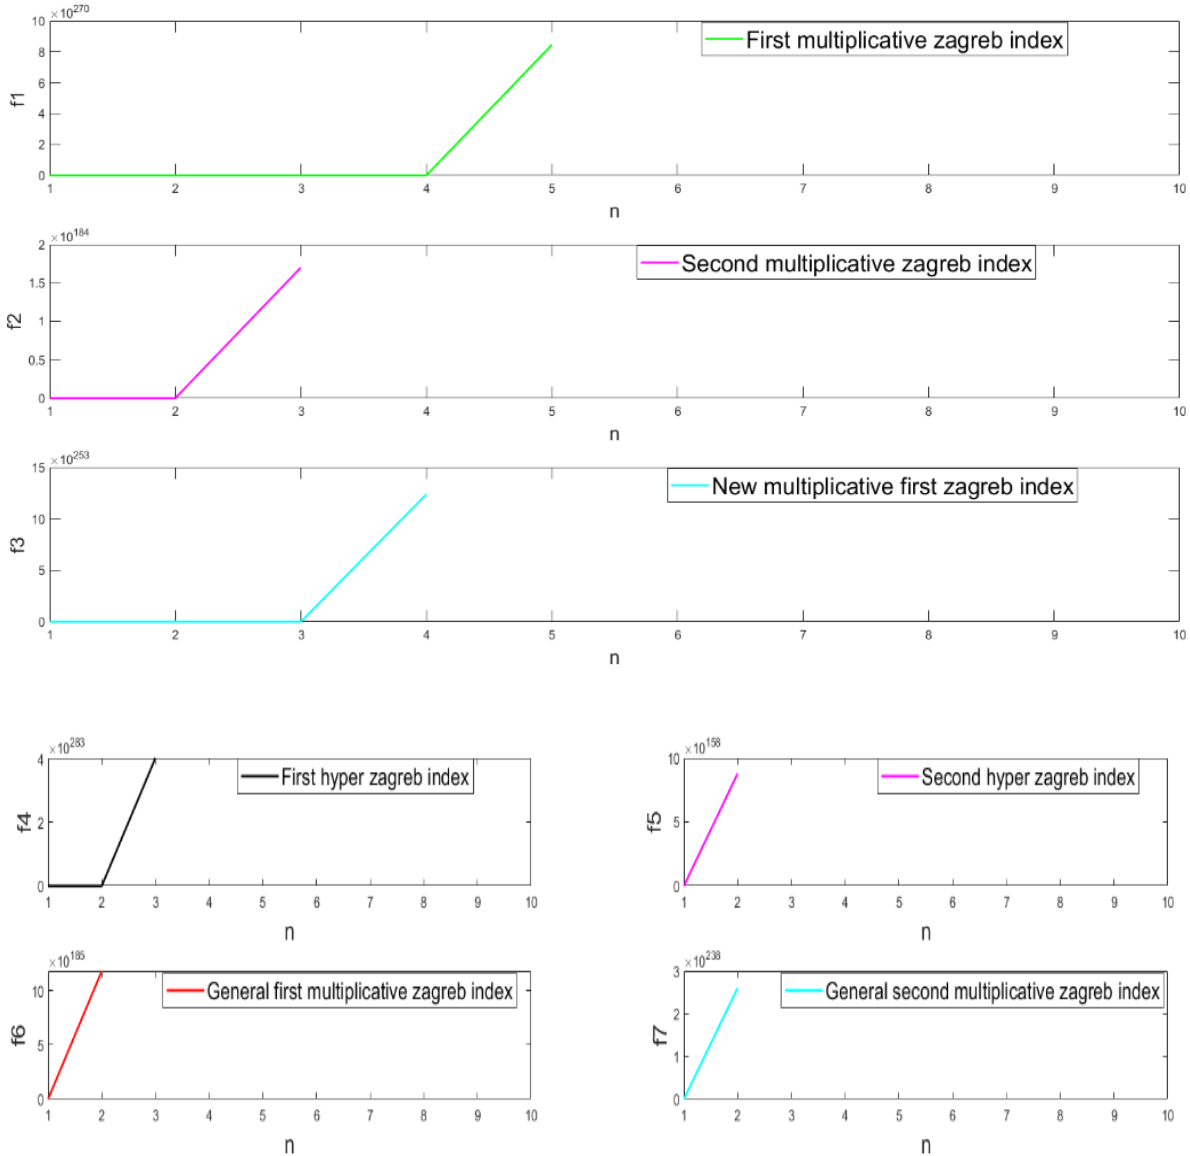 ×10^270
10
8
6
4
2
0
f1
First multiplicative zagreb index
1 2 3 4 5 6 7 8 9 10
n
×10^184
2
1.5
1
0.5
0
f2
Second multiplicative zagreb index
1 2 3 4 5 6 7 8 9 10
n
×10^253
15
10
5
0
f3
New multiplicative first zagreb index
1 2 3 4 5 6 7 8 9 10
n
×10^283
4
2
0
f4
First hyper zagreb index
1 2 3 4 5 6 7 8 9 10
n
×10^158
10
5
0
f5
Second hyper zagreb index
1 2 3 4 5 6 7 8 9 10
n
×10^185
10
5
0
f6
General first multiplicative zagreb index
1 2 3 4 5 6 7 8 9 10
n
×10^238
3
2
1
0
f7
General second multiplicative zagreb index
1 2 3 4 5 6 7 8 9 10
n